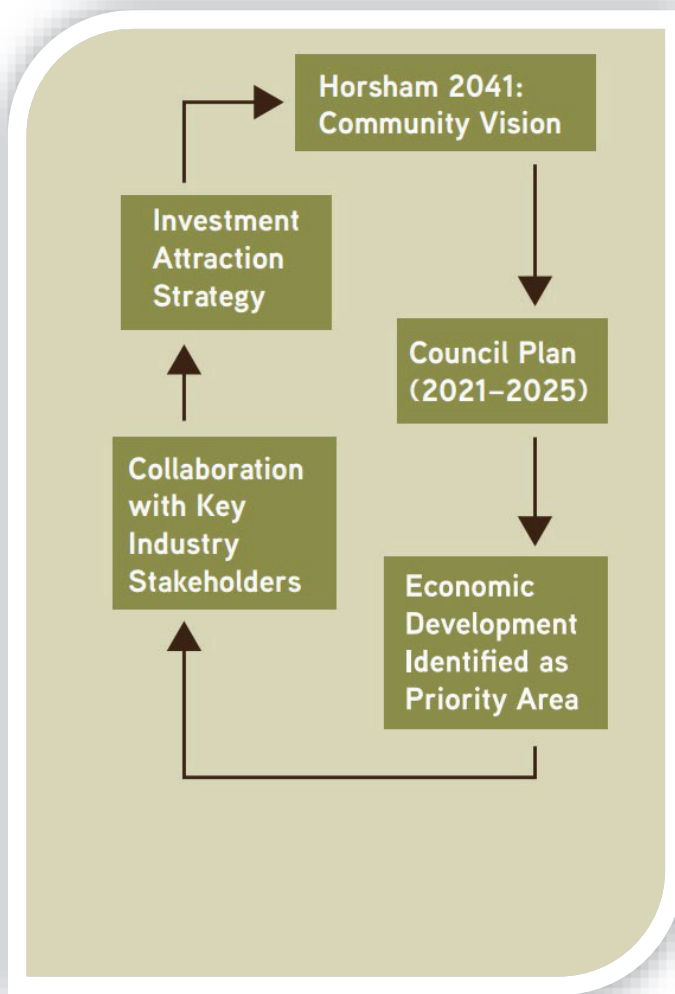 Horsham 2041:
Community Vision
Investment
Attraction
Strategy
Council Plan
(2021–2025)
Collaboration
with Key
Industry
Stakeholders
Economic
Development
Identified as
Priority Area